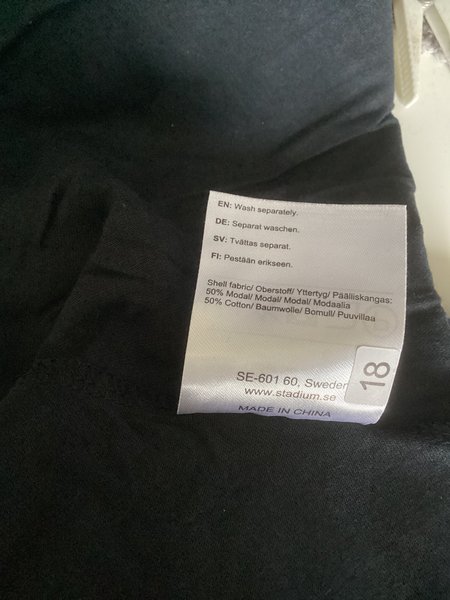 EN: Wash separately.
DE: Separat waschen.
SV: Tvättas separat.
FI: Pestään erikseen.
Shell fabric/ Oberstoff/ Yttertyg/ Päälliskangas:
50% Modal/ Modal/ Modal/ Modaalia
50% Cotton/ Baumwolle/ Bomull/ Puuvillaa
SE-601 60, Sweden
www.stadium.se
MADE IN CHINA
18